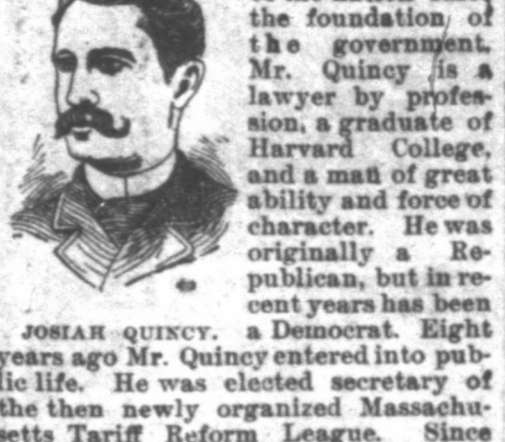 the foundation of
the government.
Mr. Quincy is a
lawyer by profes-
sion, a graduate of
Harvard College,
and a man of great
ability and force of
character. He was
originally a Re-
publican, but in re-
cent years has been
JOSIAH QUINCY. a Democrat. Eight
years ago Mr. Quincy entered into pub-
lic life. He was elected secretary of
the then newly organized Massachu-
setts Tariff Reform League. Since